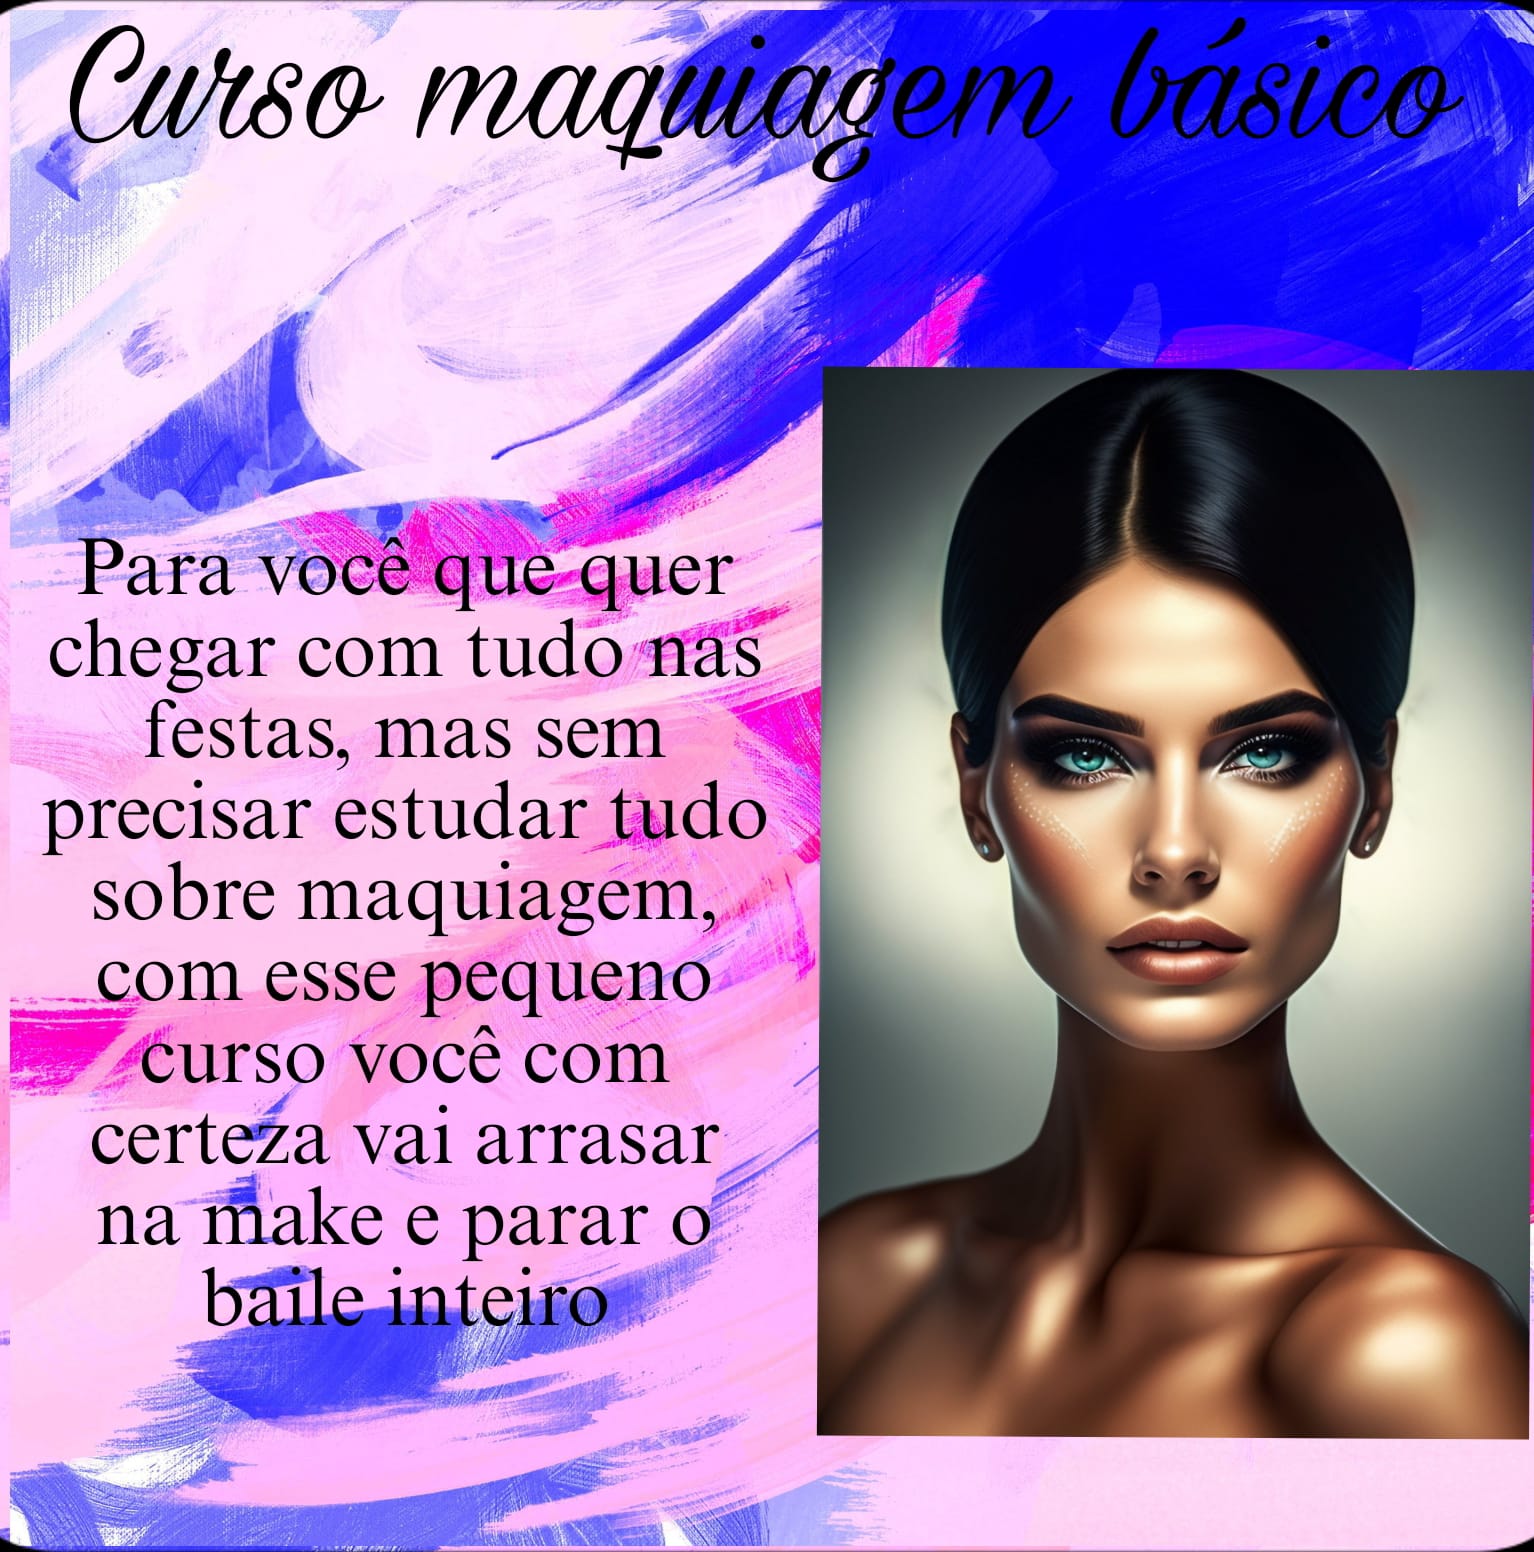 Curso maquiagem básico
Para você que quer
chegar com tudo nas
festas, mas sem
precisar estudar tudo
sobre maquiagem,
com esse pequeno
curso você com
certeza vai arrasar
na make e parar o
baile inteiro